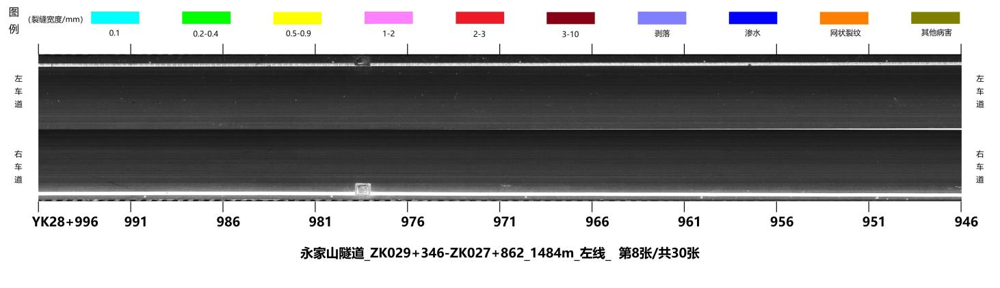 图例
(裂缝宽度/mm)
0.1 0.2-0.4 0.5-0.9 1-2 2-3 3-10 剥落 渗水 网状裂纹 其他病害
左车道 左车道
右车道 右车道
YK28+996 991 986 981 976 971 966 961 956 951 946
永家山隧道_ZK029+346-ZK027+862_1484m_左线_ 第8张/共30张